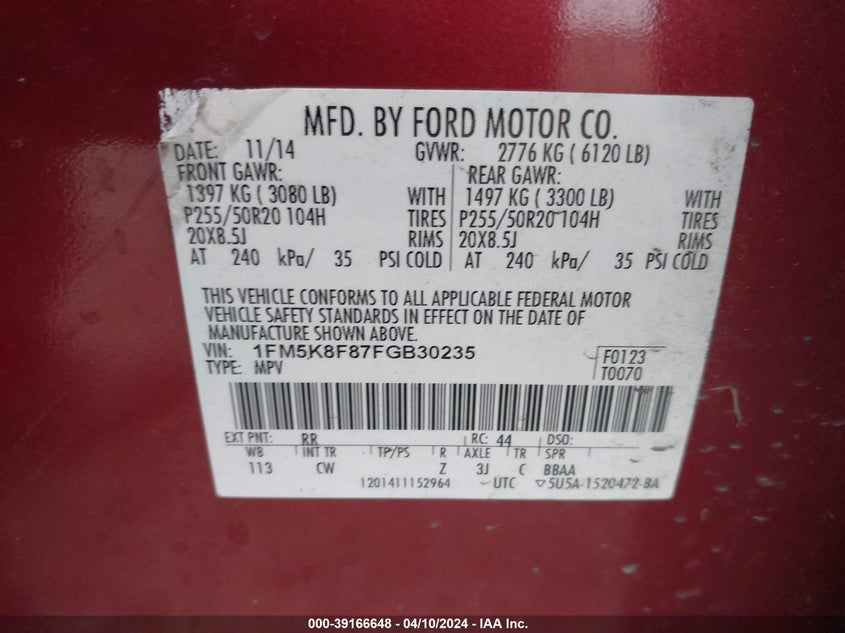 MFD. BY FORD MOTOR CO.
DATE: 11/14 GVWR: 2776 KG ( 6120 LB)
FRONT GAWR: REAR GAWR:
1397 KG ( 3080 LB) WITH 1497 KG ( 3300 LB) WITH
P255/50R20 104H TIRES P255/50R20 104H TIRES
20X8.5J RIMS 20X8.5J RIMS
AT 240 kPa/ 35 PSI COLD AT 240 kPa/ 35 PSI COLD
THIS VEHICLE CONFORMS TO ALL APPLICABLE FEDERAL MOTOR
VEHICLE SAFETY STANDARDS IN EFFECT ON THE DATE OF
MANUFACTURE SHOWN ABOVE.
VIN: 1FM5K8F87FGB30235 F0123
TYPE: MPV T0070
EXT PNT: RR RC: 44 DSO:
WB INT TR TP/PS R AXLE TR SPR
113 CW Z 3J C BBAA
1201411152964 UTC ▽5U5A-1520472-BA
000-39166648 - 04/10/2024 - IAA Inc.